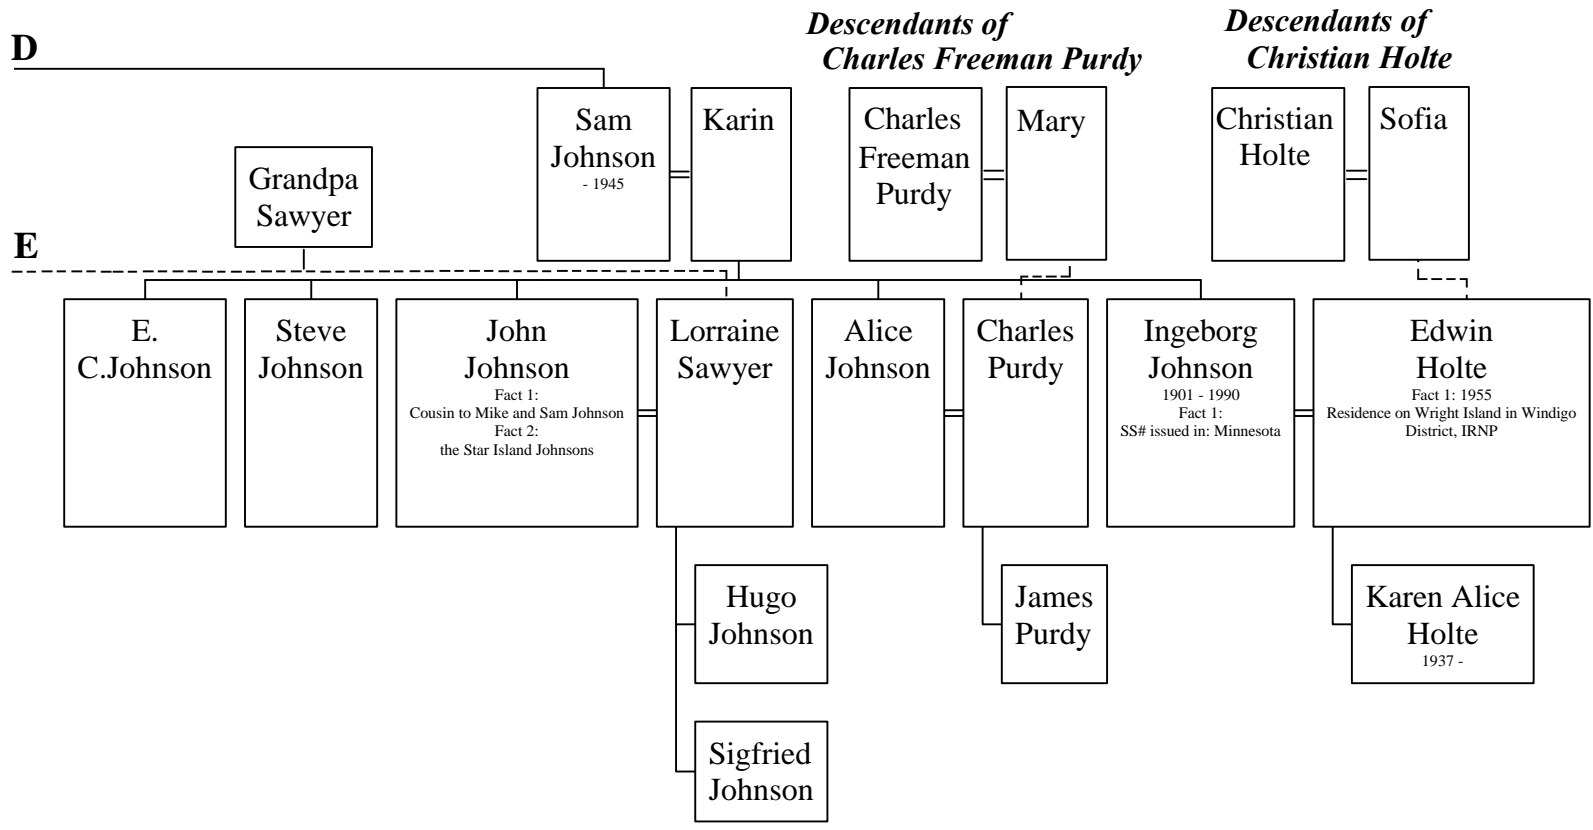 D
Descendants of
Charles Freeman Purdy
Descendants of
Christian Holte
Sam
Johnson
- 1945
Karin
Charles
Freeman
Purdy
Mary
Christian
Holte
Sofia
Grandpa
Sawyer
E
E.
C.Johnson
Steve
Johnson
John
Johnson
Fact 1:
Cousin to Mike and Sam Johnson
Fact 2:
the Star Island Johnsons
Lorraine
Sawyer
Alice
Johnson
Charles
Purdy
Ingeborg
Johnson
1901 - 1990
Fact 1:
SS# issued in: Minnesota
Edwin
Holte
Fact 1: 1955
Residence on Wright Island in Windigo
District, IRNP
Hugo
Johnson
James
Purdy
Karen Alice
Holte
1937 -
Sigfried
Johnson